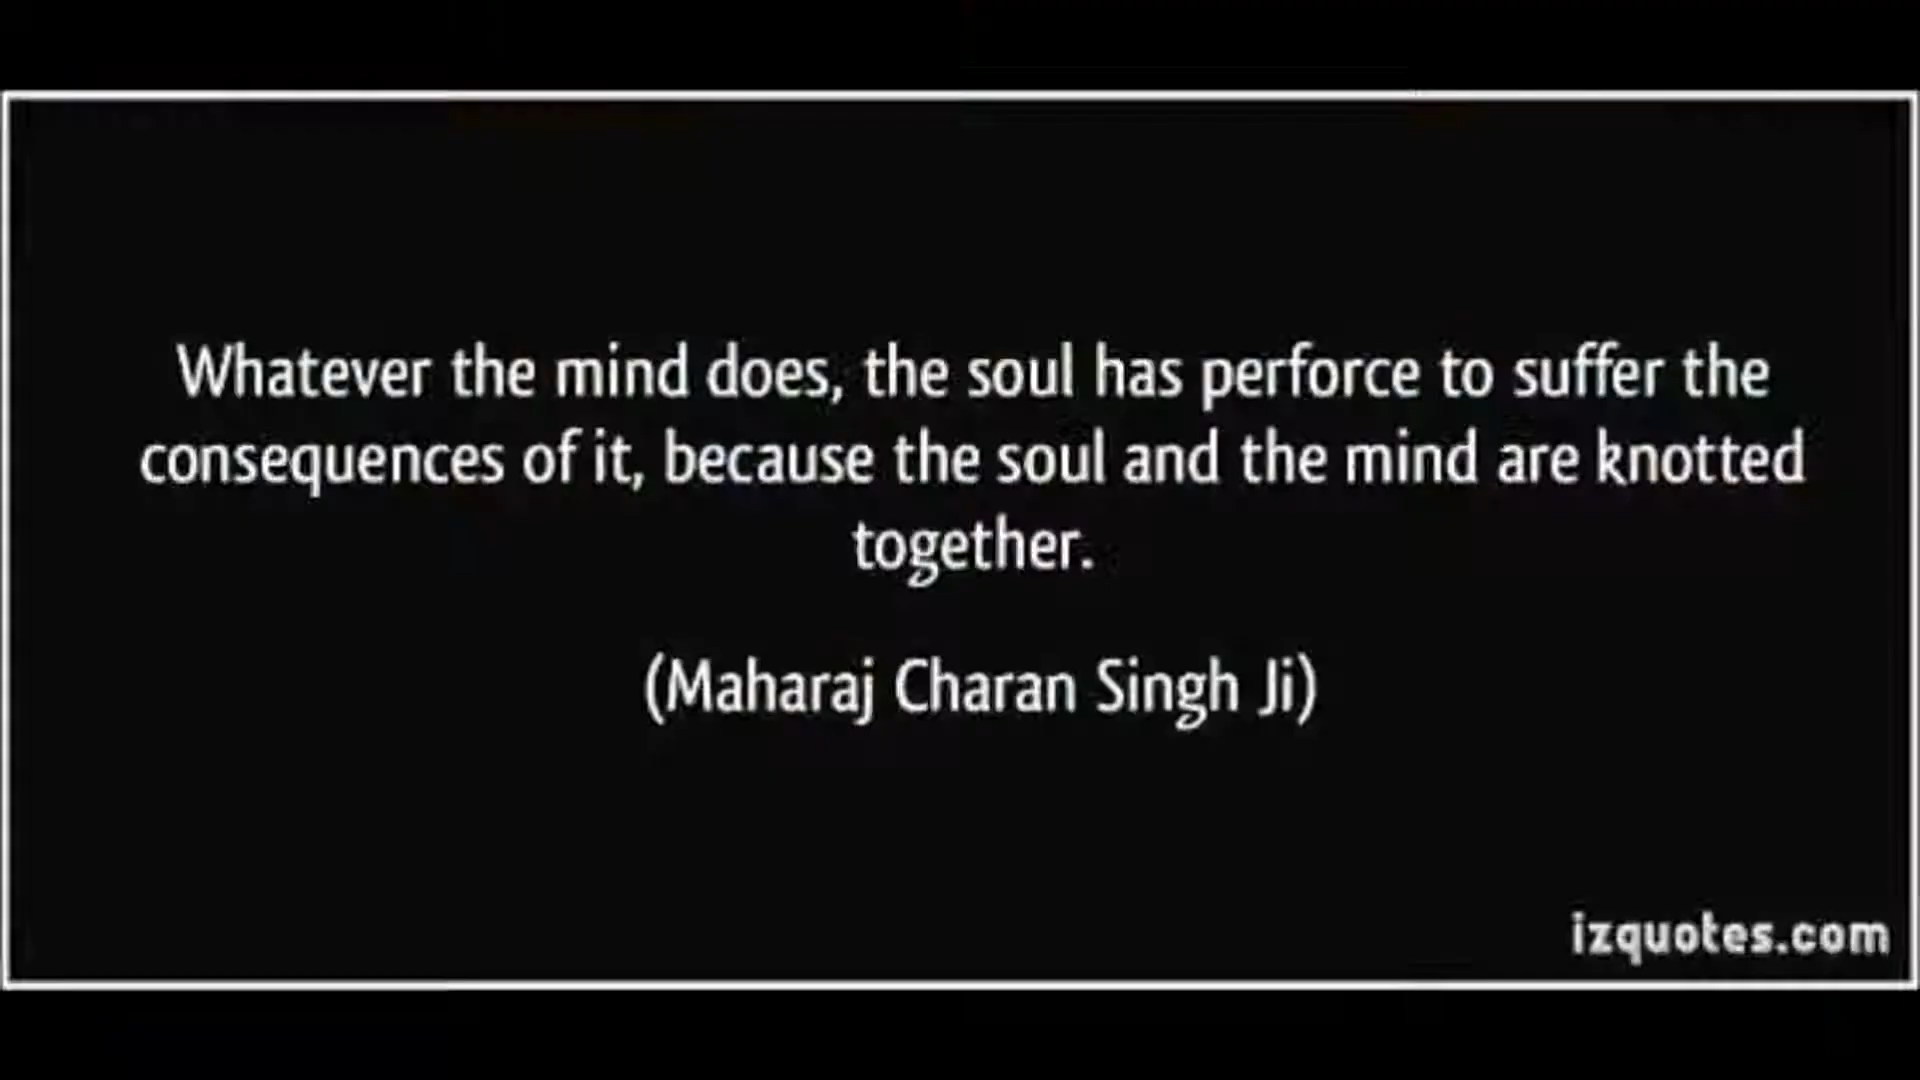 Whatever the mind does, the soul has perforce to suffer the
consequences of it, because the soul and the mind are knotted
together.
(Maharaj Charan Singh Ji)
izquotes.com